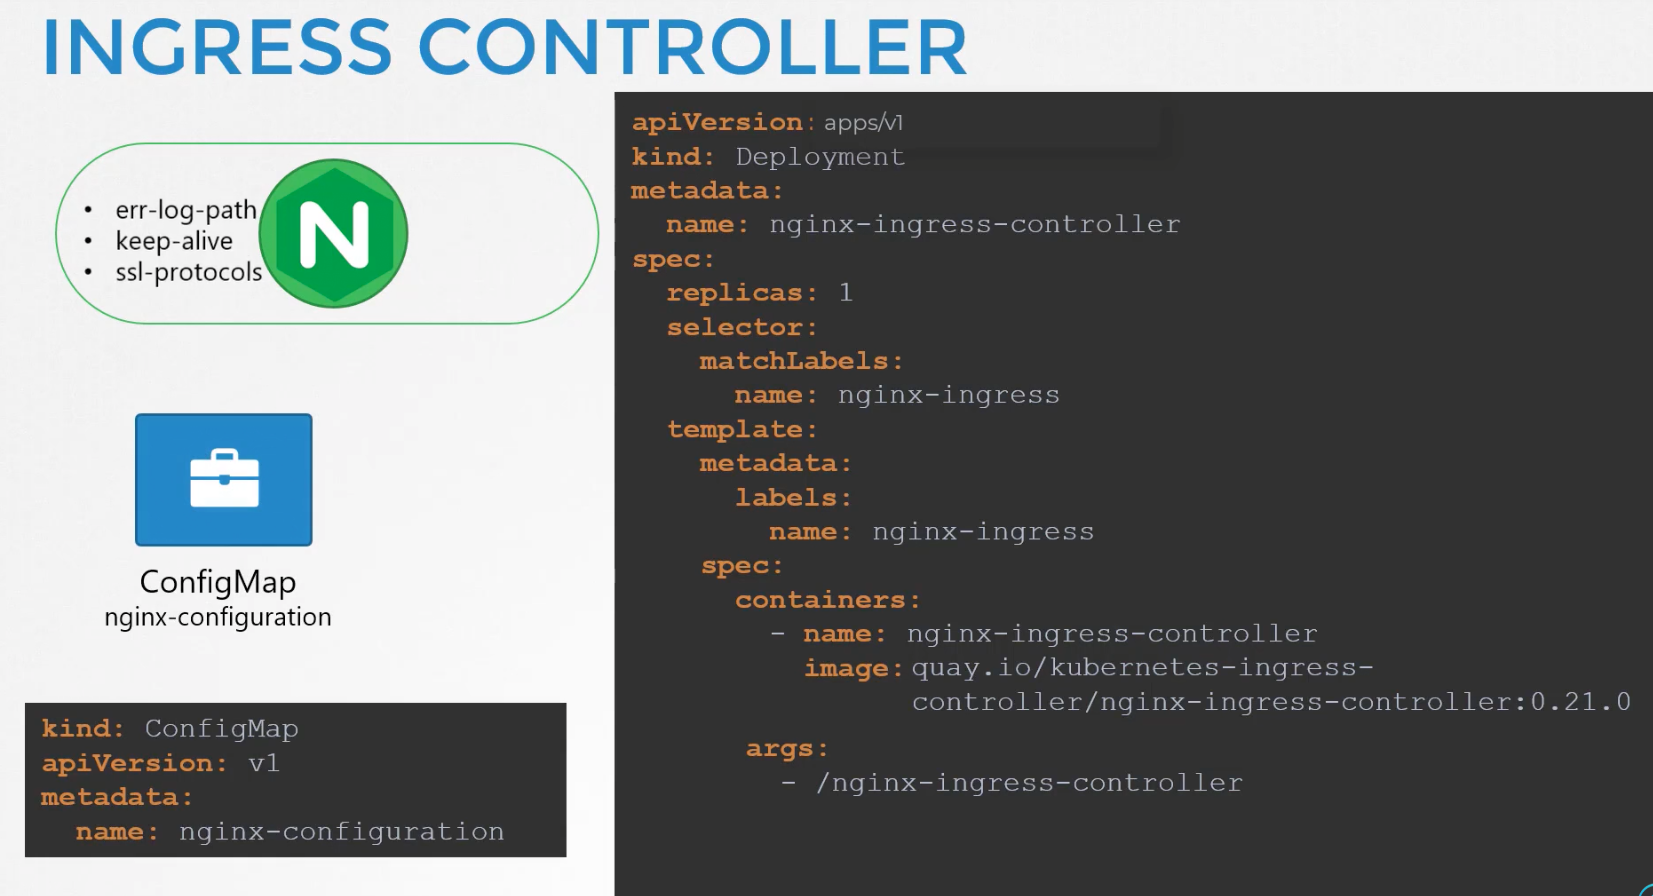 INGRESS CONTROLLER
• err-log-path
• keep-alive
• ssl-protocols
N
ConfigMap
nginx-configuration
kind: ConfigMap
apiVersion: v1
metadata:
  name: nginx-configuration
apiVersion: apps/v1
kind: Deployment
metadata:
  name: nginx-ingress-controller
spec:
  replicas: 1
  selector:
    matchLabels:
      name: nginx-ingress
  template:
    metadata:
      labels:
        name: nginx-ingress
    spec:
      containers:
        - name: nginx-ingress-controller
          image: quay.io/kubernetes-ingress-
                 controller/nginx-ingress-controller:0.21.0
      args:
        - /nginx-ingress-controller